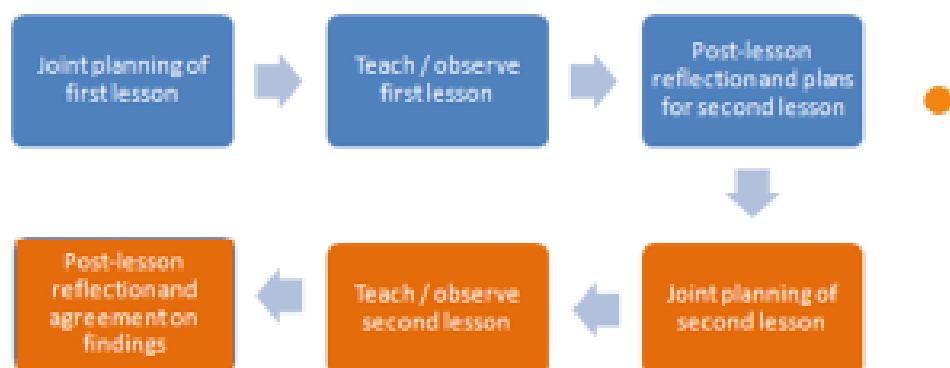 Joint planning of
first lesson
Teach / observe
first lesson
Post-lesson
reflection and plans
for second lesson
Joint planning of
second lesson
Teach / observe
second lesson
Post-lesson
reflection and
agreement on
findings